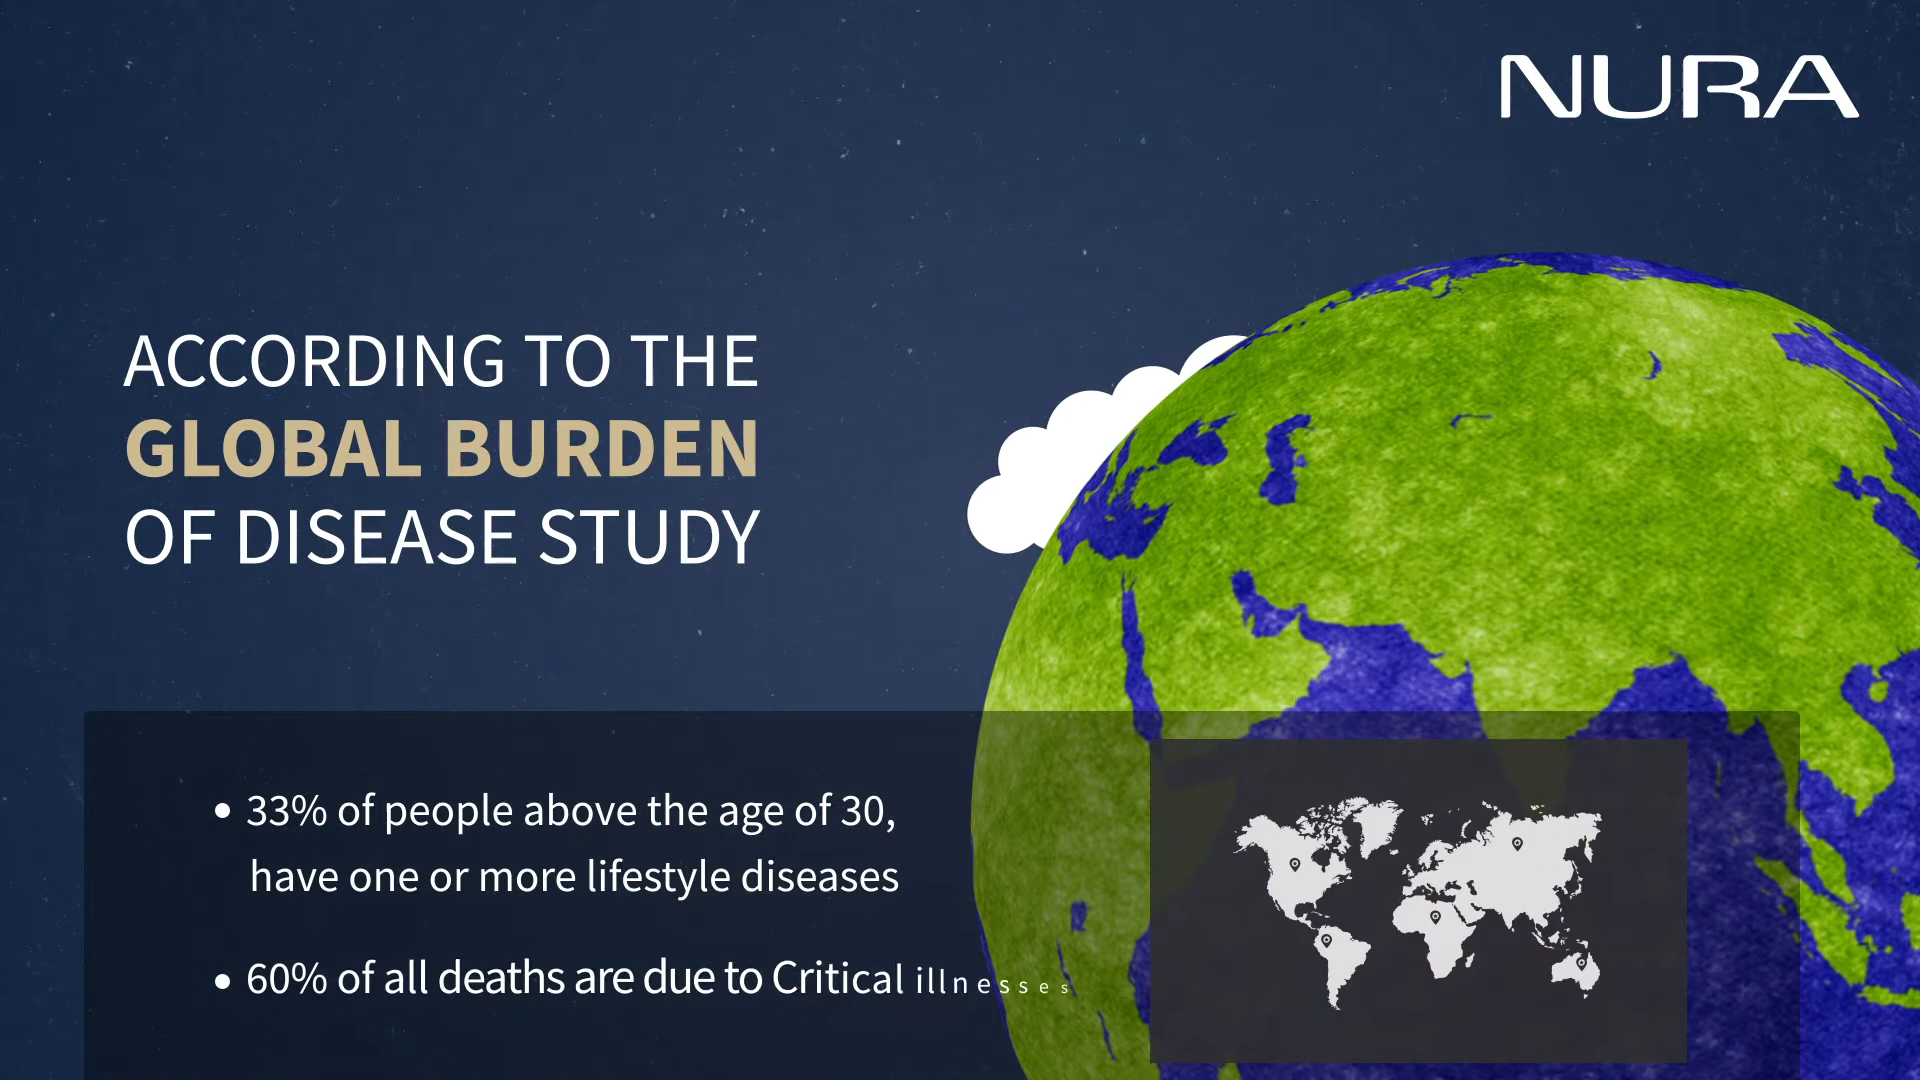 NURA
ACCORDING TO THE
GLOBAL BURDEN
OF DISEASE STUDY
• 33% of people above the age of 30,
have one or more lifestyle diseases
• 60% of all deaths are due to Critical illnesses